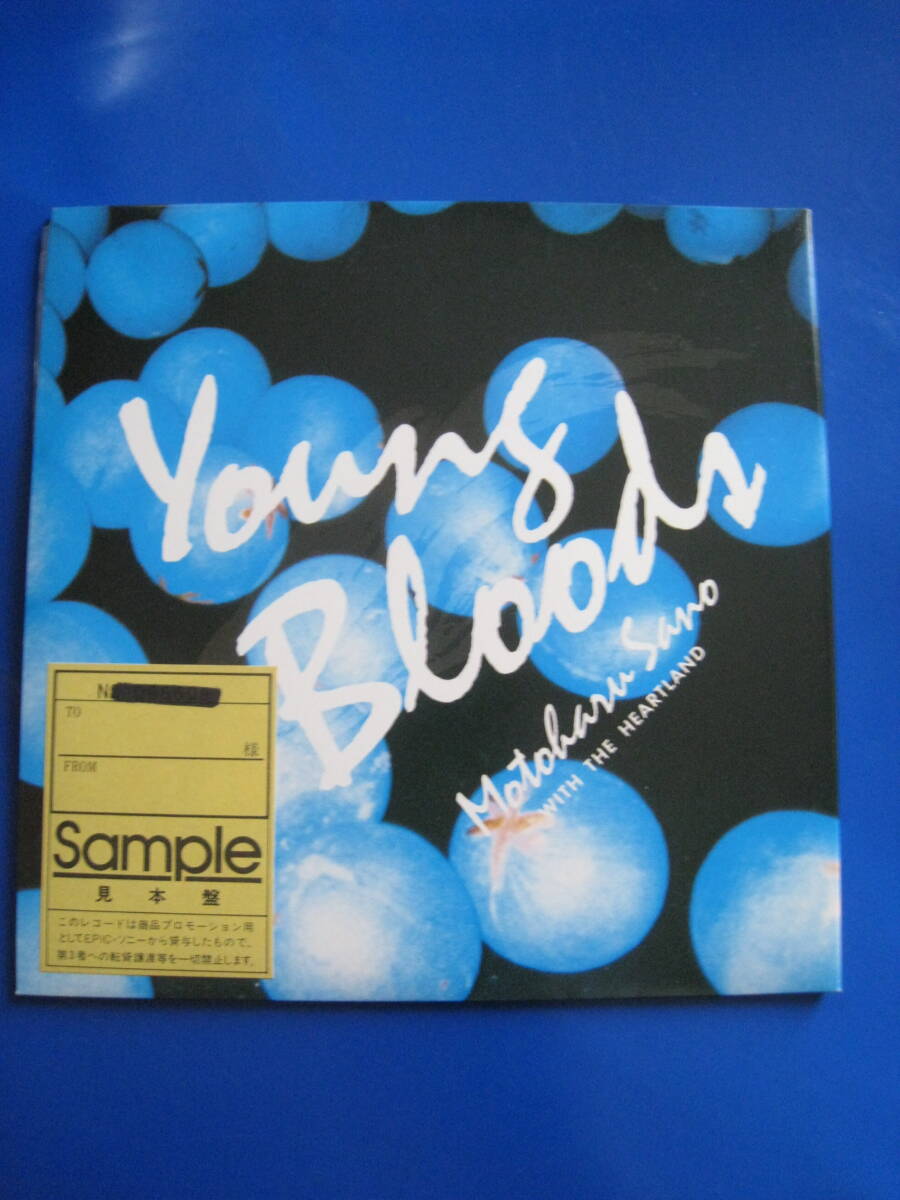 Young
Bloods
Motoharu Sano
WITH THE HEARTLAND
TO
様
FROM
Sample
見本盤
このレコードは商品プロモーション用
としてEPIC・ソニーから貸与したもので、
第3者への転貸譲渡等を一切禁止します。